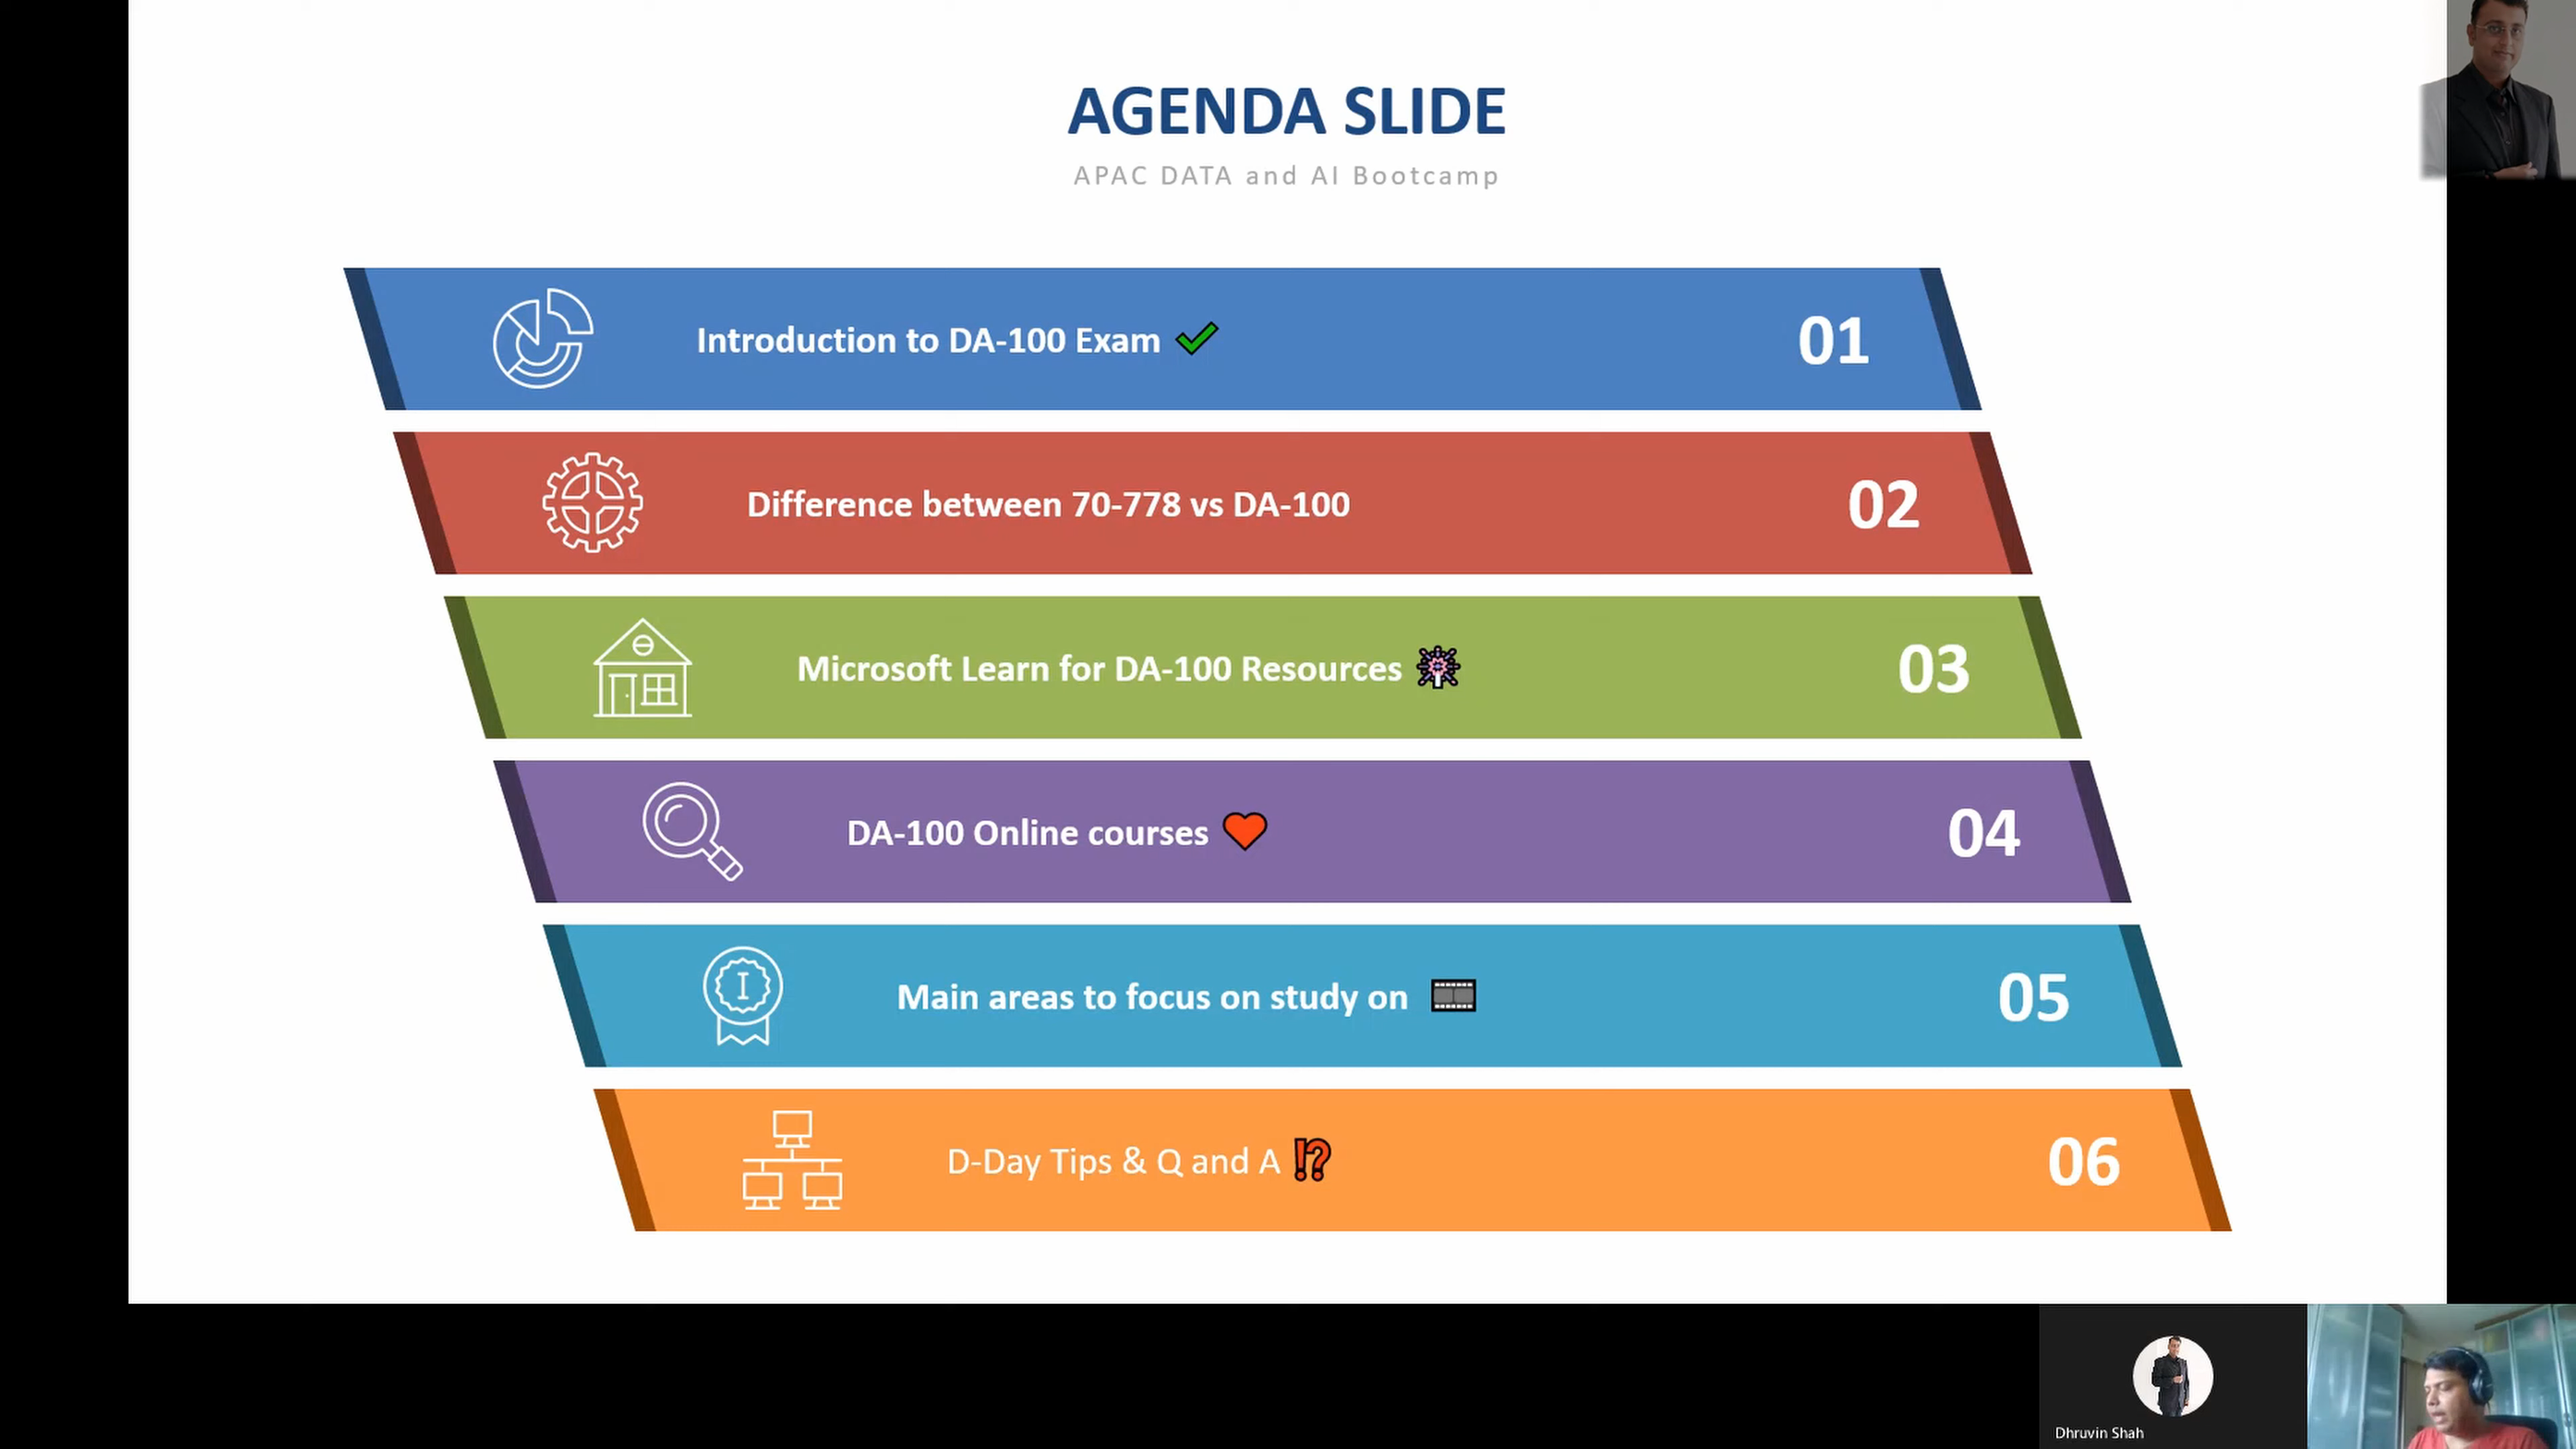 AGENDA SLIDE
APAC DATA and AI Bootcamp
Introduction to DA-100 Exam ✔ 01
Difference between 70-778 vs DA-100 02
Microsoft Learn for DA-100 Resources 03
DA-100 Online courses ❤ 04
I
Main areas to focus on study on 05
D-Day Tips & Q and A ⁉ 06
Dhruvin Shah